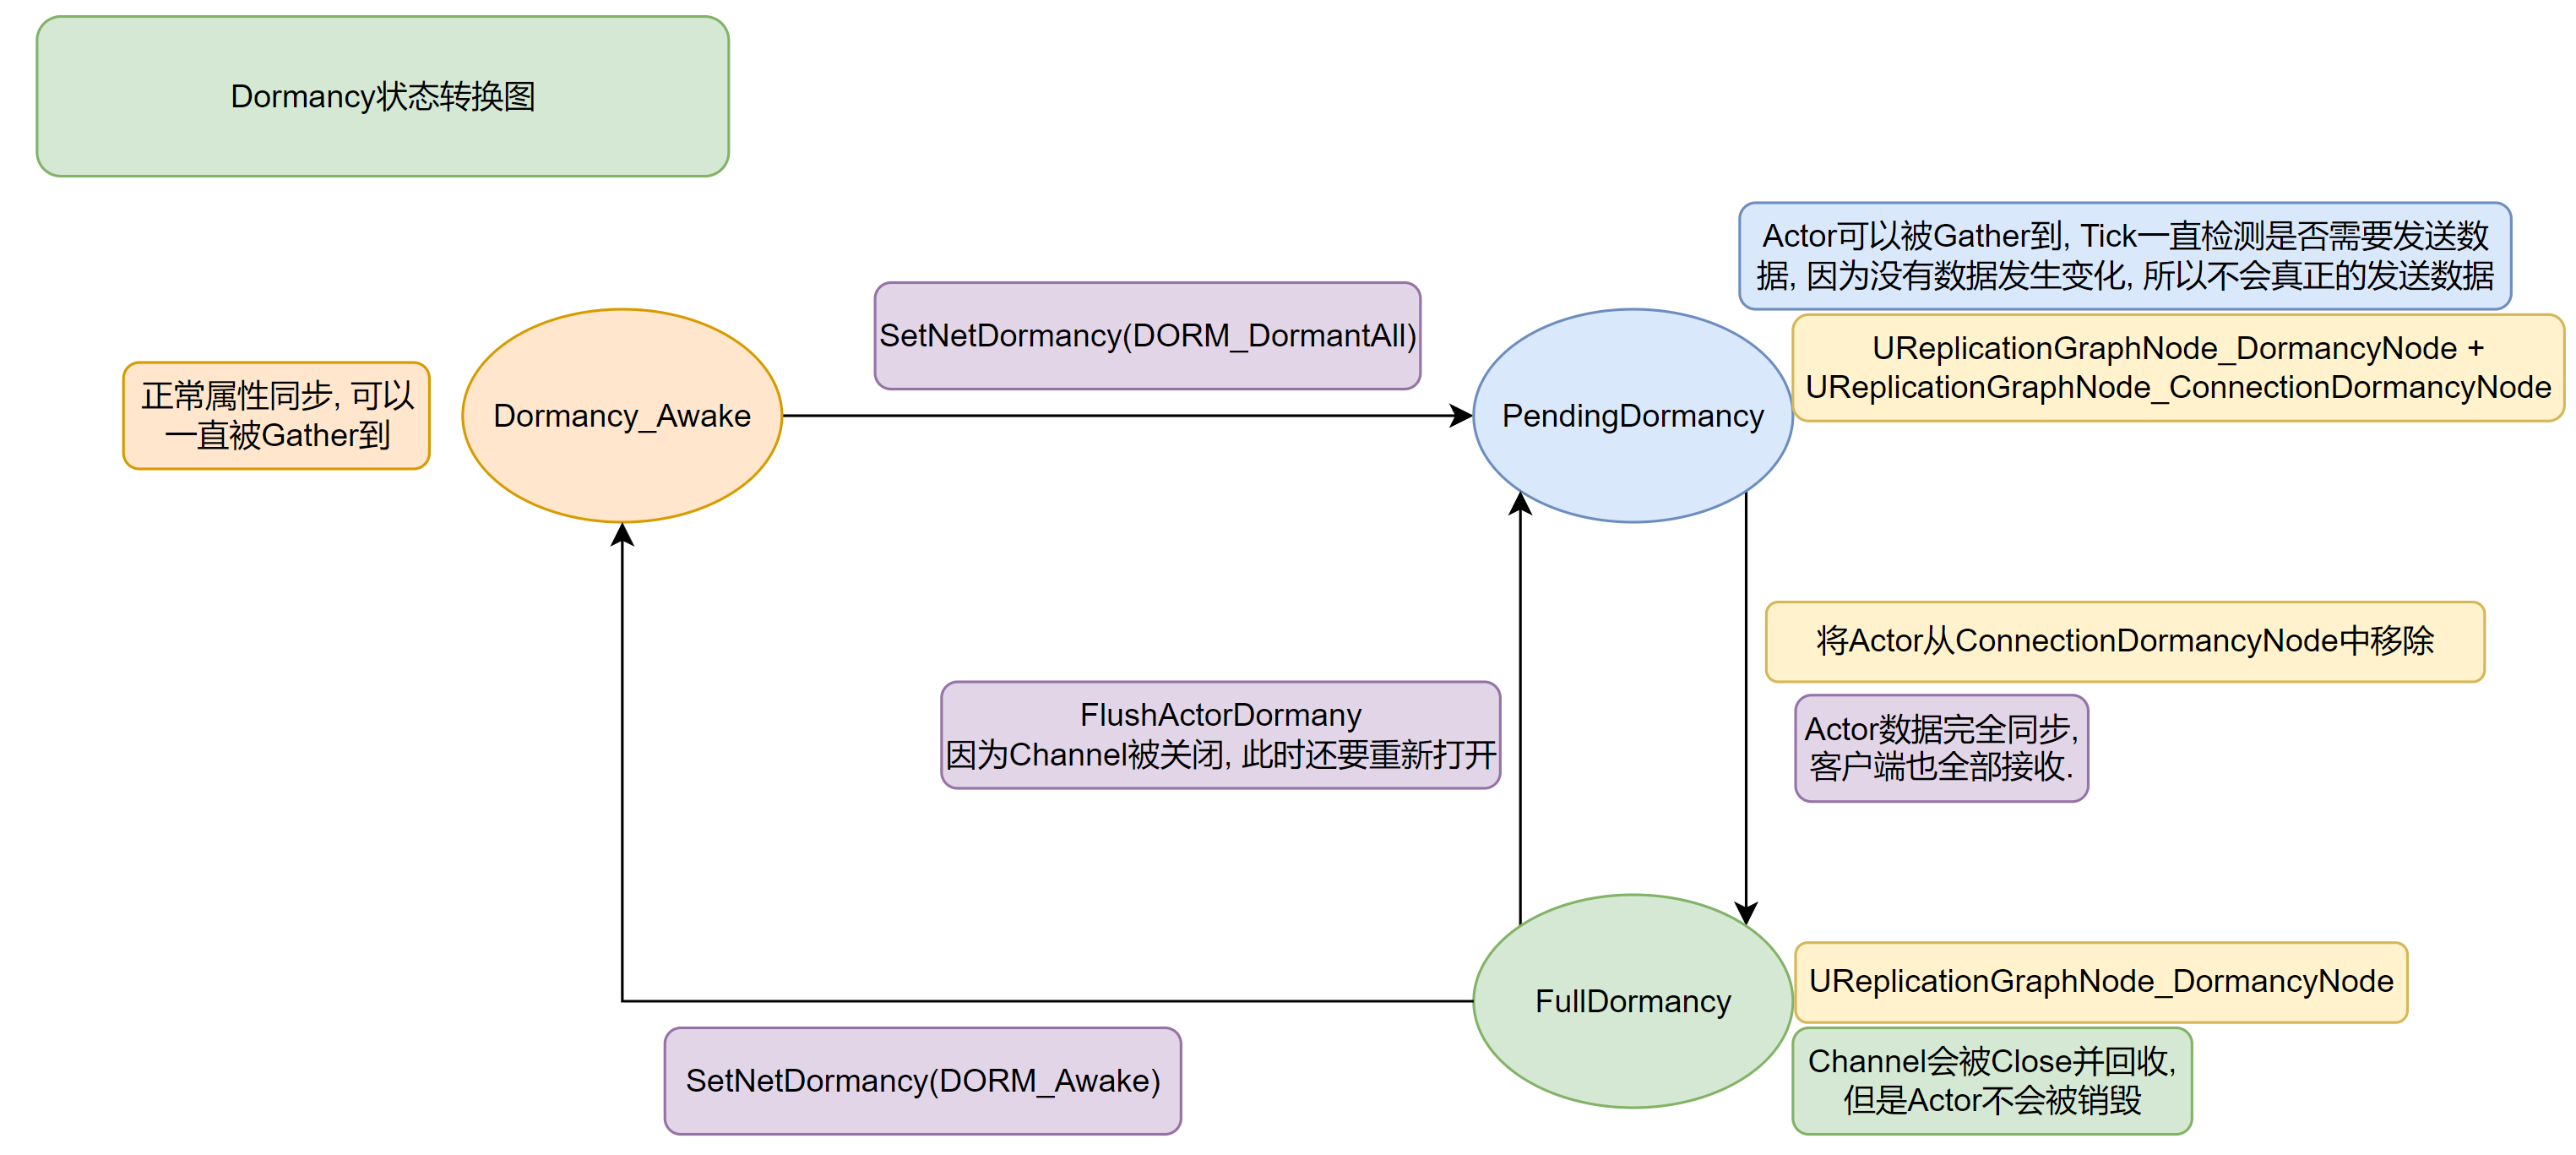 Dormancy状态转换图
Actor可以被Gather到, Tick一直检测是否需要发送数
据, 因为没有数据发生变化, 所以不会真正的发送数据
SetNetDormancy(DORM_DormantAll)
UReplicationGraphNode_DormancyNode +
UReplicationGraphNode_ConnectionDormancyNode
正常属性同步, 可以
一直被Gather到
Dormancy_Awake
PendingDormancy
将Actor从ConnectionDormancyNode中移除
FlushActorDormany
因为Channel被关闭, 此时还要重新打开
Actor数据完全同步,
客户端也全部接收.
UReplicationGraphNode_DormancyNode
FullDormancy
SetNetDormancy(DORM_Awake)
Channel会被Close并回收,
但是Actor不会被销毁